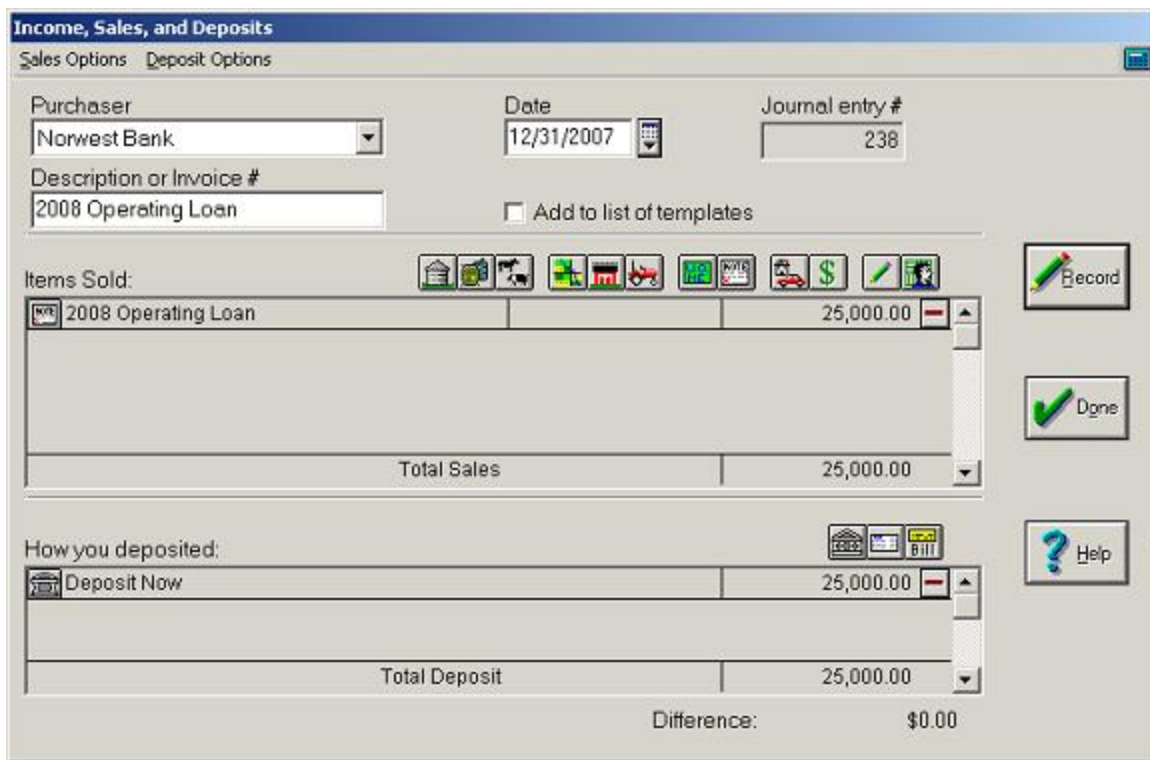 Income, Sales, and Deposits
Sales Options Deposit Options
Purchaser Date Journal entry #
Norwest Bank 12/31/2007 238
Description or Invoice #
2008 Operating Loan Add to list of templates
Items Sold:
NOTE
Record
NOTE 2008 Operating Loan 25,000.00
Done
Total Sales 25,000.00
How you deposited: Bill
Help
Deposit Now 25,000.00
Total Deposit 25,000.00
Difference: $0.00